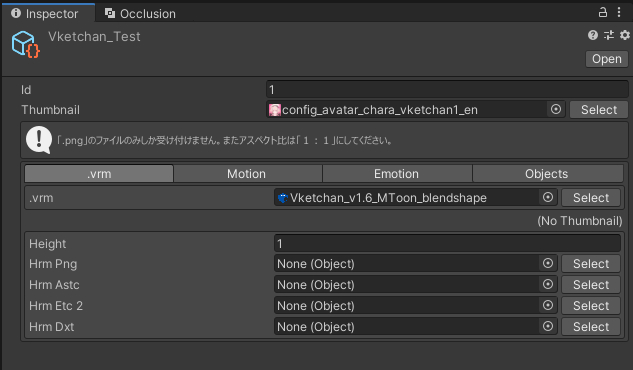 Inspector Occlusion
Vketchan_Test
Open
Id 1
Thumbnail config_avatar_chara_vketchan1_en Select
「.png」のファイルのみしか受け付けません。またアスペクト比は「１：１」にしてください。
.vrm Motion Emotion Objects
.vrm Vketchan_v1.6_MToon_blendshape Select
(No Thumbnail)
Height 1
Hrm Png None (Object) Select
Hrm Astc None (Object) Select
Hrm Etc 2 None (Object) Select
Hrm Dxt None (Object) Select